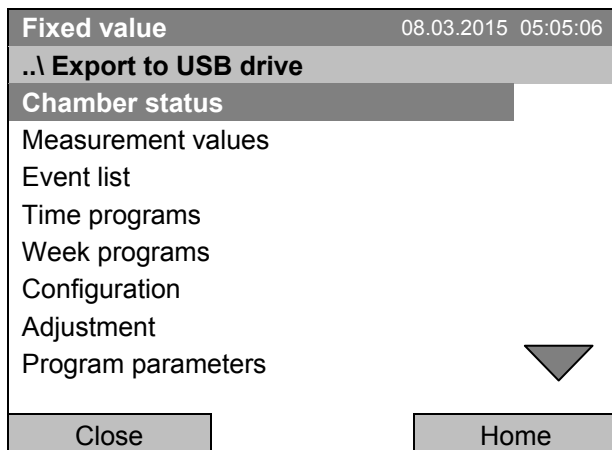 Fixed value 08.03.2015 05:05:06
..\ Export to USB drive
Chamber status
Measurement values
Event list
Time programs
Week programs
Configuration
Adjustment
Program parameters
Close Home